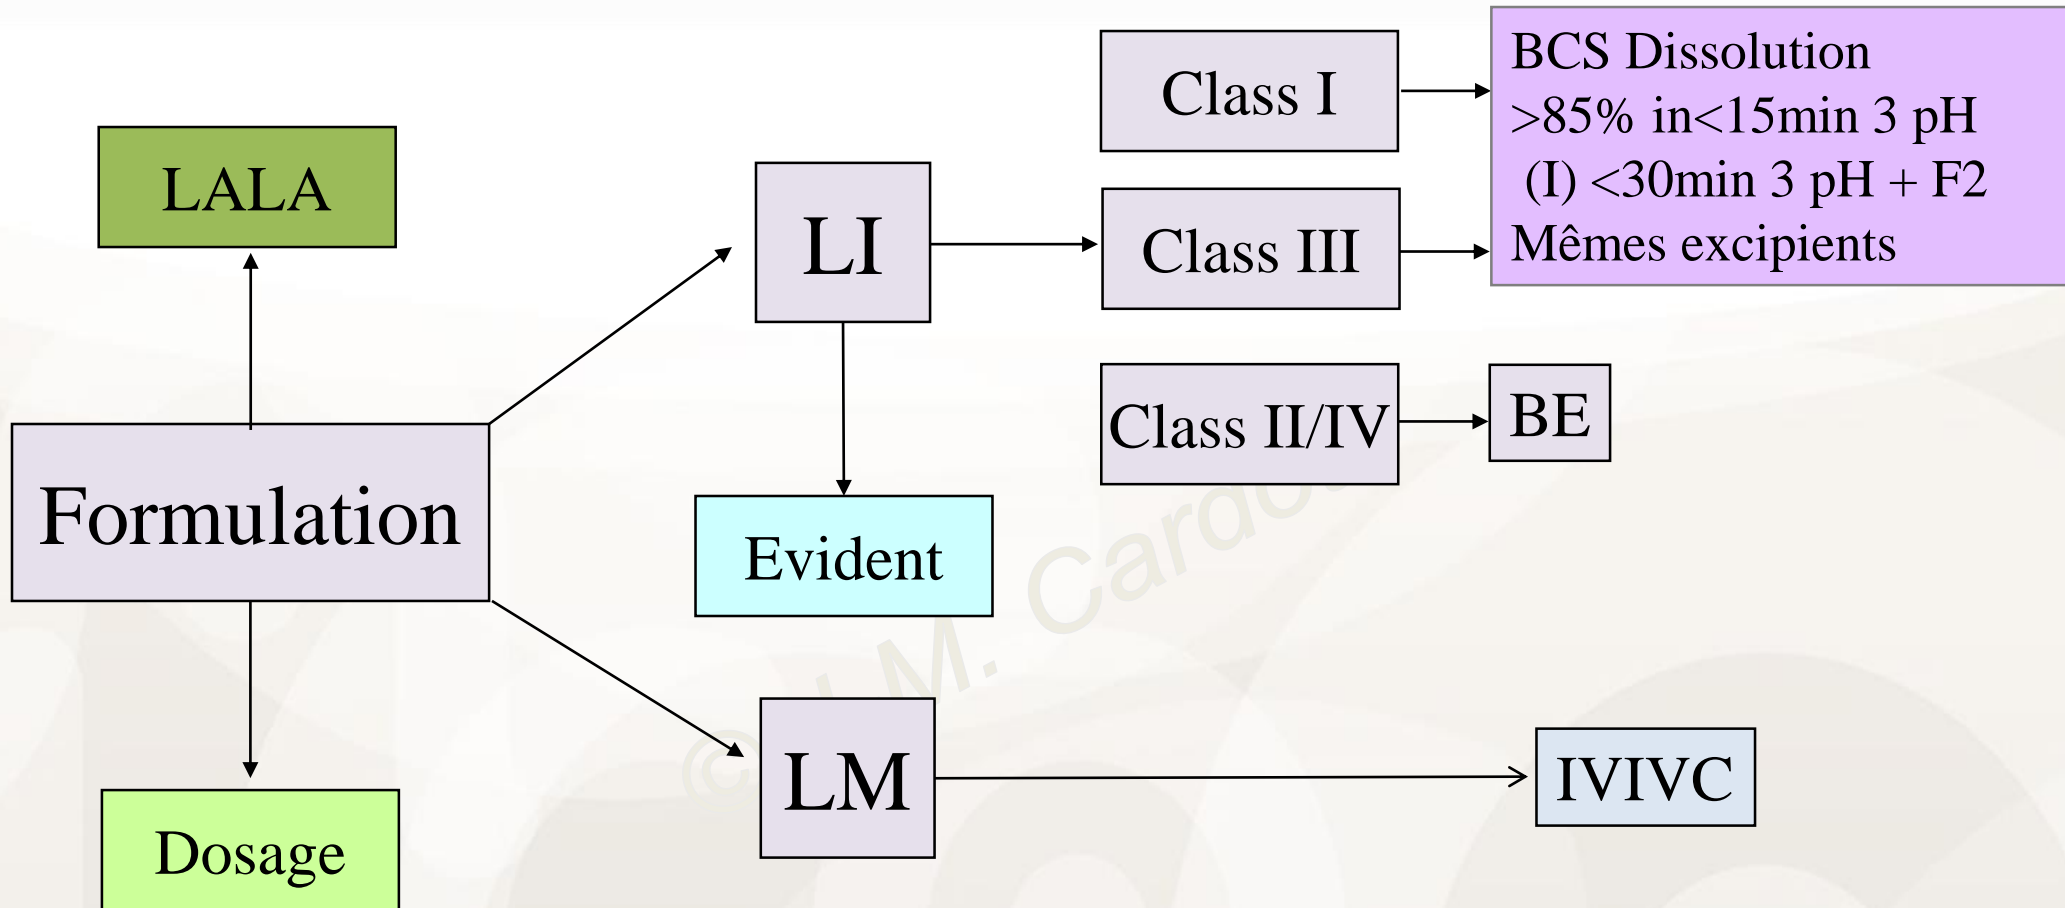 Class I
BCS Dissolution
>85% in<15min 3 pH
(I) <30min 3 pH + F2
Mêmes excipients
LALA
LI
Class III
Class II/IV
BE
Formulation
Evident
LM
IVIVC
Dosage
M. Cardo